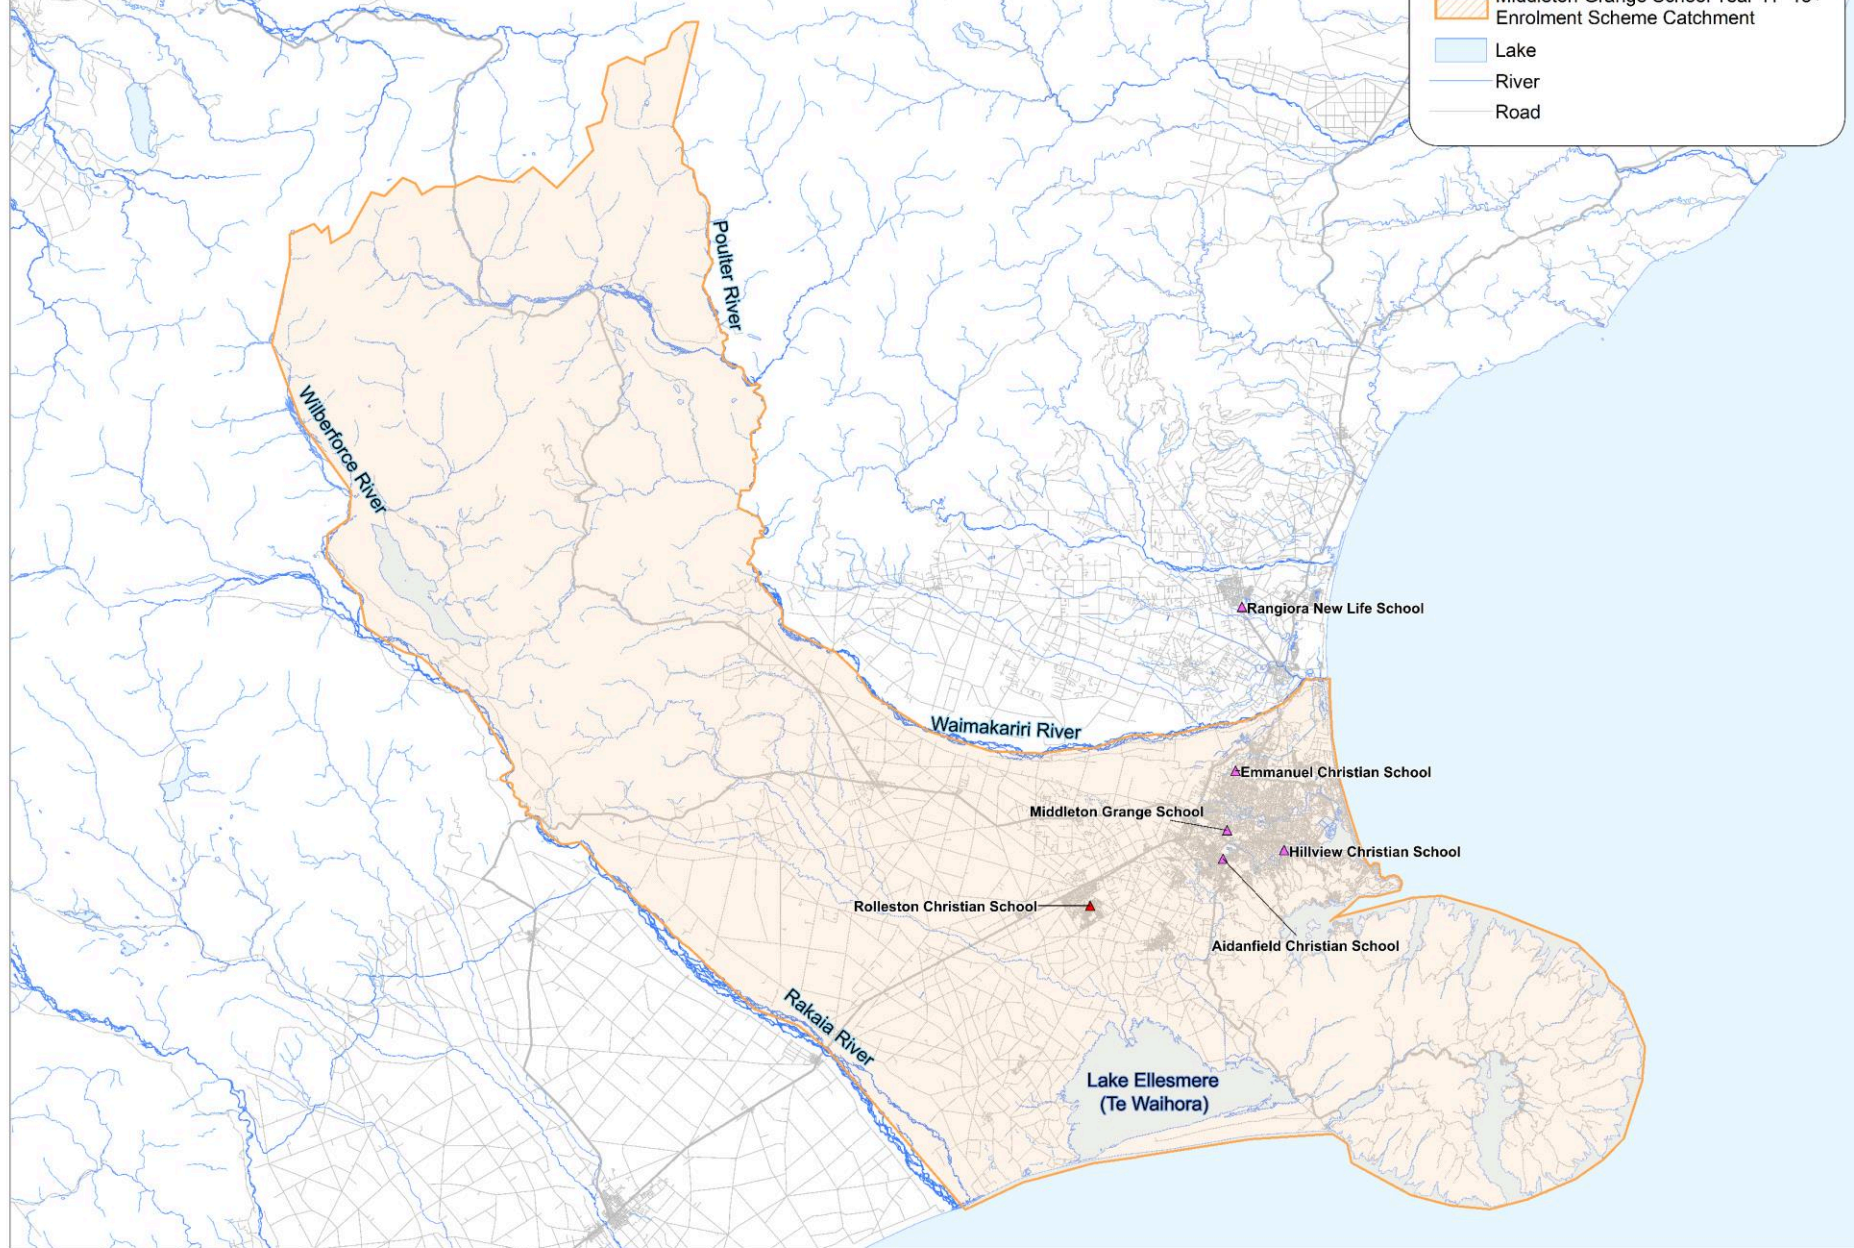 Enrolment Scheme Catchment
Lake
River
Road
Poulter River
Wilberforce River
Rangiora New Life School
Waimakariri River
Emmanuel Christian School
Middleton Grange School
Hillview Christian School
Rolleston Christian School
Aidanfield Christian School
Rakaia River
Lake Ellesmere
(Te Waihora)